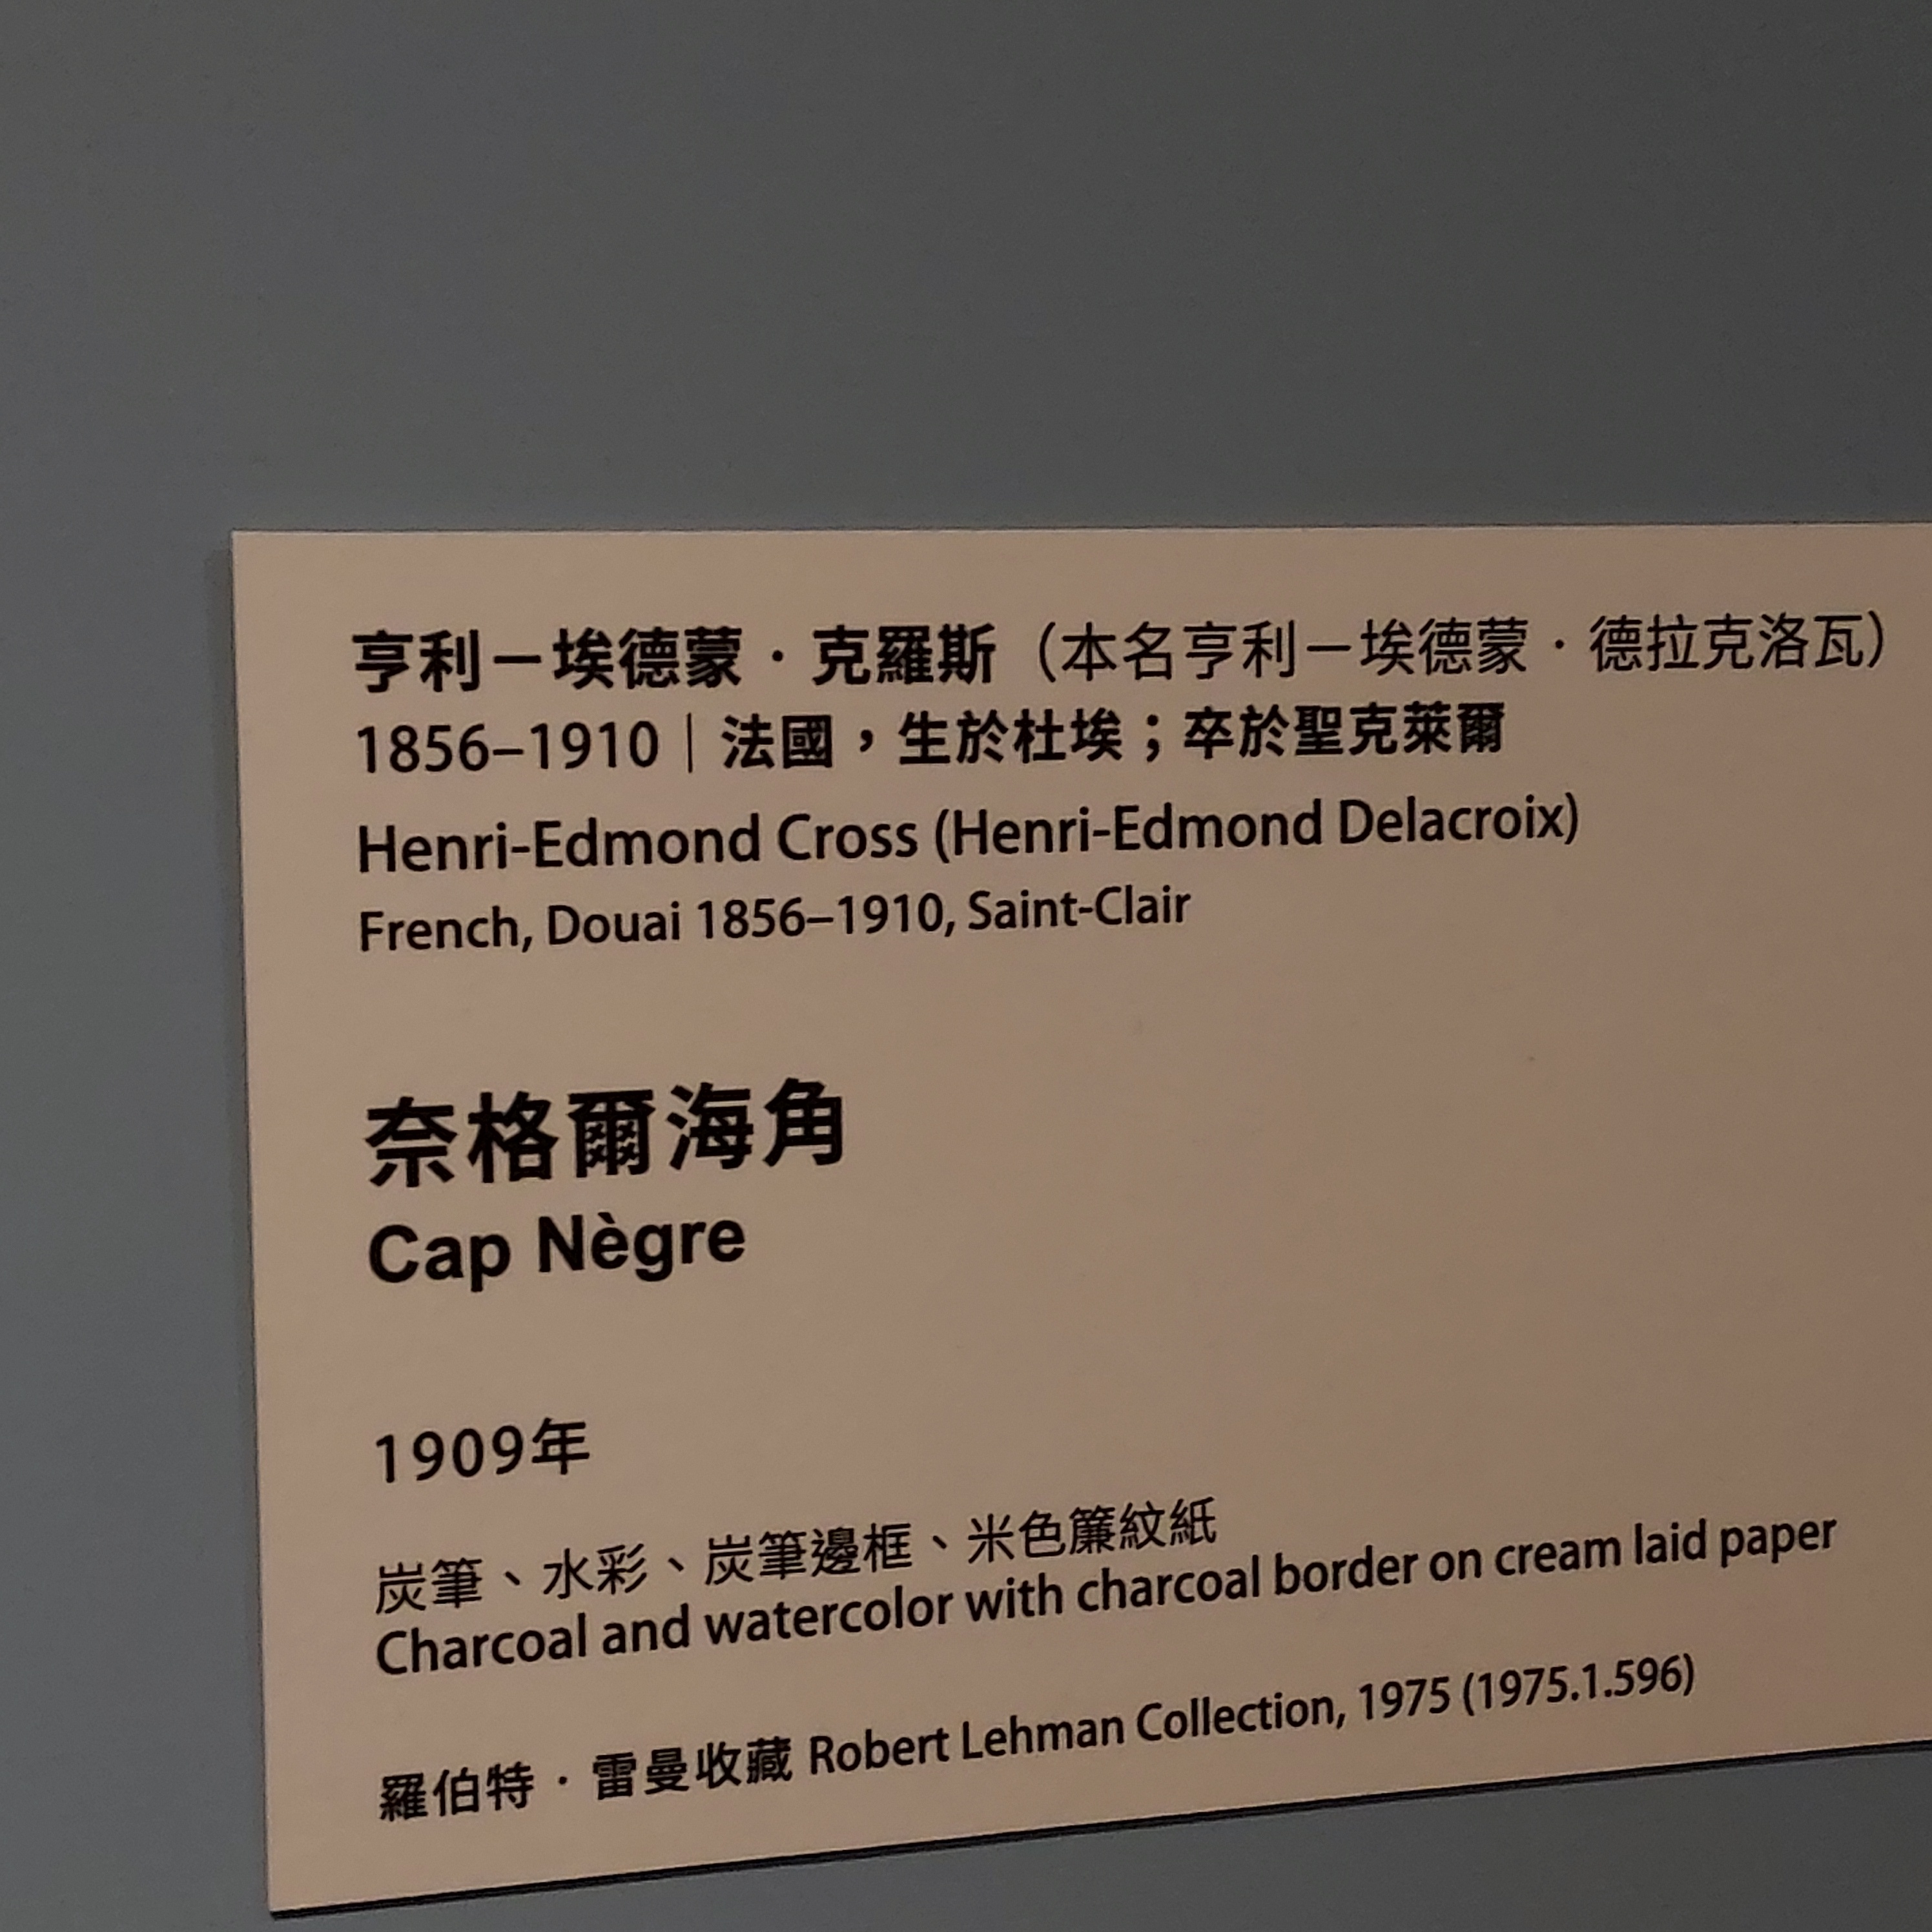 亨利－埃德蒙．克羅斯（本名亨利－埃德蒙．德拉克洛瓦）
1856–1910｜法國，生於杜埃；卒於聖克萊爾
Henri-Edmond Cross (Henri-Edmond Delacroix)
French, Douai 1856–1910, Saint-Clair
奈格爾海角
Cap Nègre
1909年
炭筆、水彩、炭筆邊框、米色簾紋紙
Charcoal and watercolor with charcoal border on cream laid paper
羅伯特．雷曼收藏 Robert Lehman Collection, 1975 (1975.1.596)